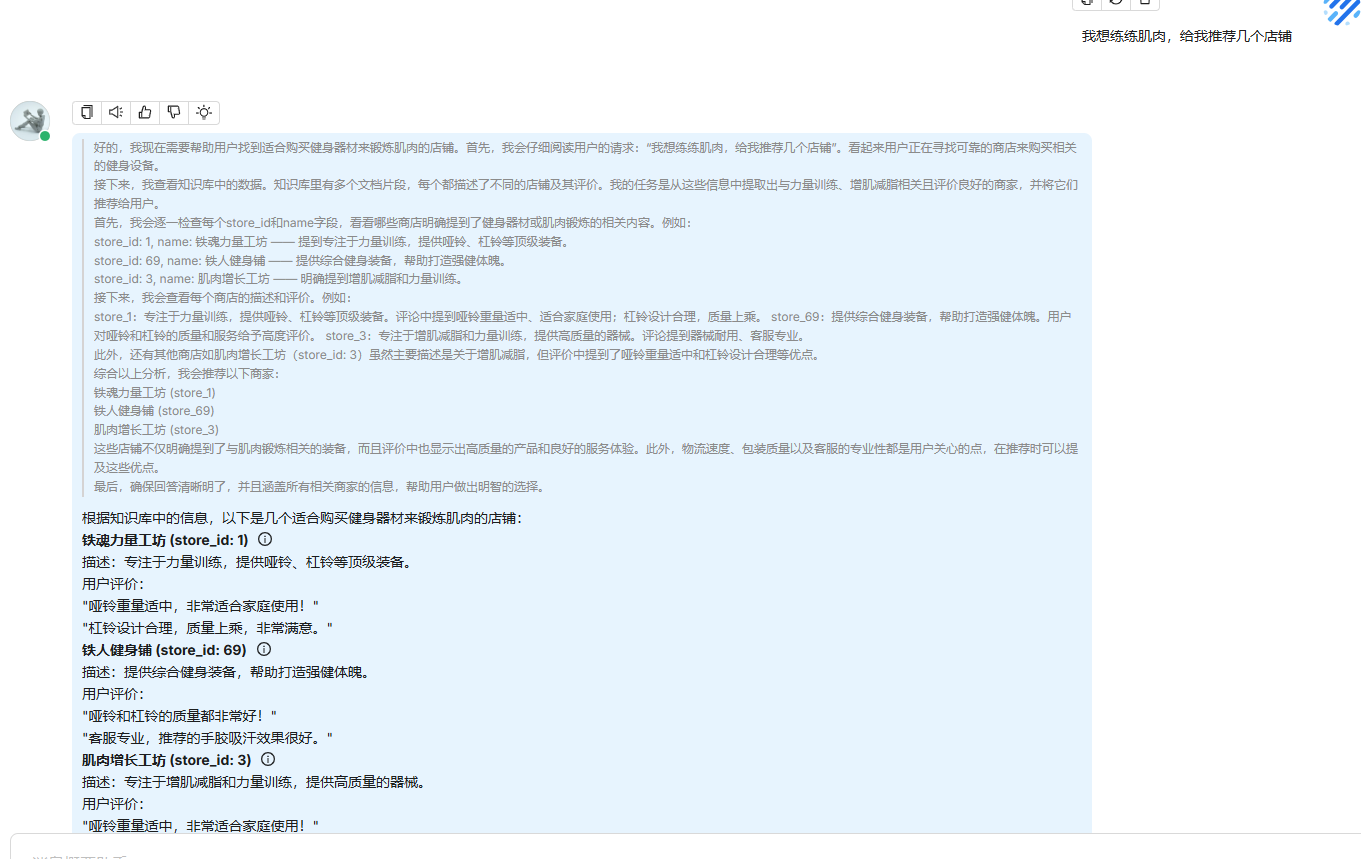 我想练练肌肉，给我推荐几个店铺
好的，我现在需要帮助用户找到适合购买健身器材来锻炼肌肉的店铺。首先，我会仔细阅读用户的请求：“我想练练肌肉，给我推荐几个店铺”。看起来用户正在寻找可靠的商店来购买相关
的健身设备。
接下来，我查看知识库中的数据。知识库里有多个文档片段，每个都描述了不同的店铺及其评价。我的任务是从这些信息中提取出与力量训练、增肌减脂相关且评价良好的商家，并将它们
推荐给用户。
首先，我会逐一检查每个store_id和name字段，看看哪些商店明确提到了健身器材或肌肉锻炼的相关内容。例如：
store_id: 1, name: 铁魂力量工坊 —— 提到专注于力量训练，提供哑铃、杠铃等顶级装备。
store_id: 69, name: 铁人健身铺 —— 提供综合健身装备，帮助打造强健体魄。
store_id: 3, name: 肌肉增长工坊 —— 明确提到增肌减脂和力量训练。
接下来，我会查看每个商店的描述和评价。例如：
store_1：专注于力量训练，提供哑铃、杠铃等顶级装备。评论中提到哑铃重量适中、适合家庭使用；杠铃设计合理，质量上乘。 store_69：提供综合健身装备，帮助打造强健体魄。用户
对哑铃和杠铃的质量和服务给予高度评价。 store_3：专注于增肌减脂和力量训练，提供高质量的器械。评论提到器械耐用、客服专业。
此外，还有其他商店如肌肉增长工坊（store_id: 3）虽然主要描述是关于增肌减脂，但评价中提到了哑铃重量适中和杠铃设计合理等优点。
综合以上分析，我会推荐以下商家：
铁魂力量工坊 (store_1)
铁人健身铺 (store_69)
肌肉增长工坊 (store_3)
这些店铺不仅明确提到了与肌肉锻炼相关的装备，而且评价中也显示出高质量的产品和良好的服务体验。此外，物流速度、包装质量以及客服的专业性都是用户关心的点，在推荐时可以提
及这些优点。
最后，确保回答清晰明了，并且涵盖所有相关商家的信息，帮助用户做出明智的选择。
根据知识库中的信息，以下是几个适合购买健身器材来锻炼肌肉的店铺：
铁魂力量工坊 (store_id: 1)
描述：专注于力量训练，提供哑铃、杠铃等顶级装备。
用户评价：
"哑铃重量适中，非常适合家庭使用！"
"杠铃设计合理，质量上乘，非常满意。"
铁人健身铺 (store_id: 69)
描述：提供综合健身装备，帮助打造强健体魄。
用户评价：
"哑铃和杠铃的质量都非常好！"
"客服专业，推荐的手胶吸汗效果很好。"
肌肉增长工坊 (store_id: 3)
描述：专注于增肌减脂和力量训练，提供高质量的器械。
用户评价：
"哑铃重量适中，非常适合家庭使用！"